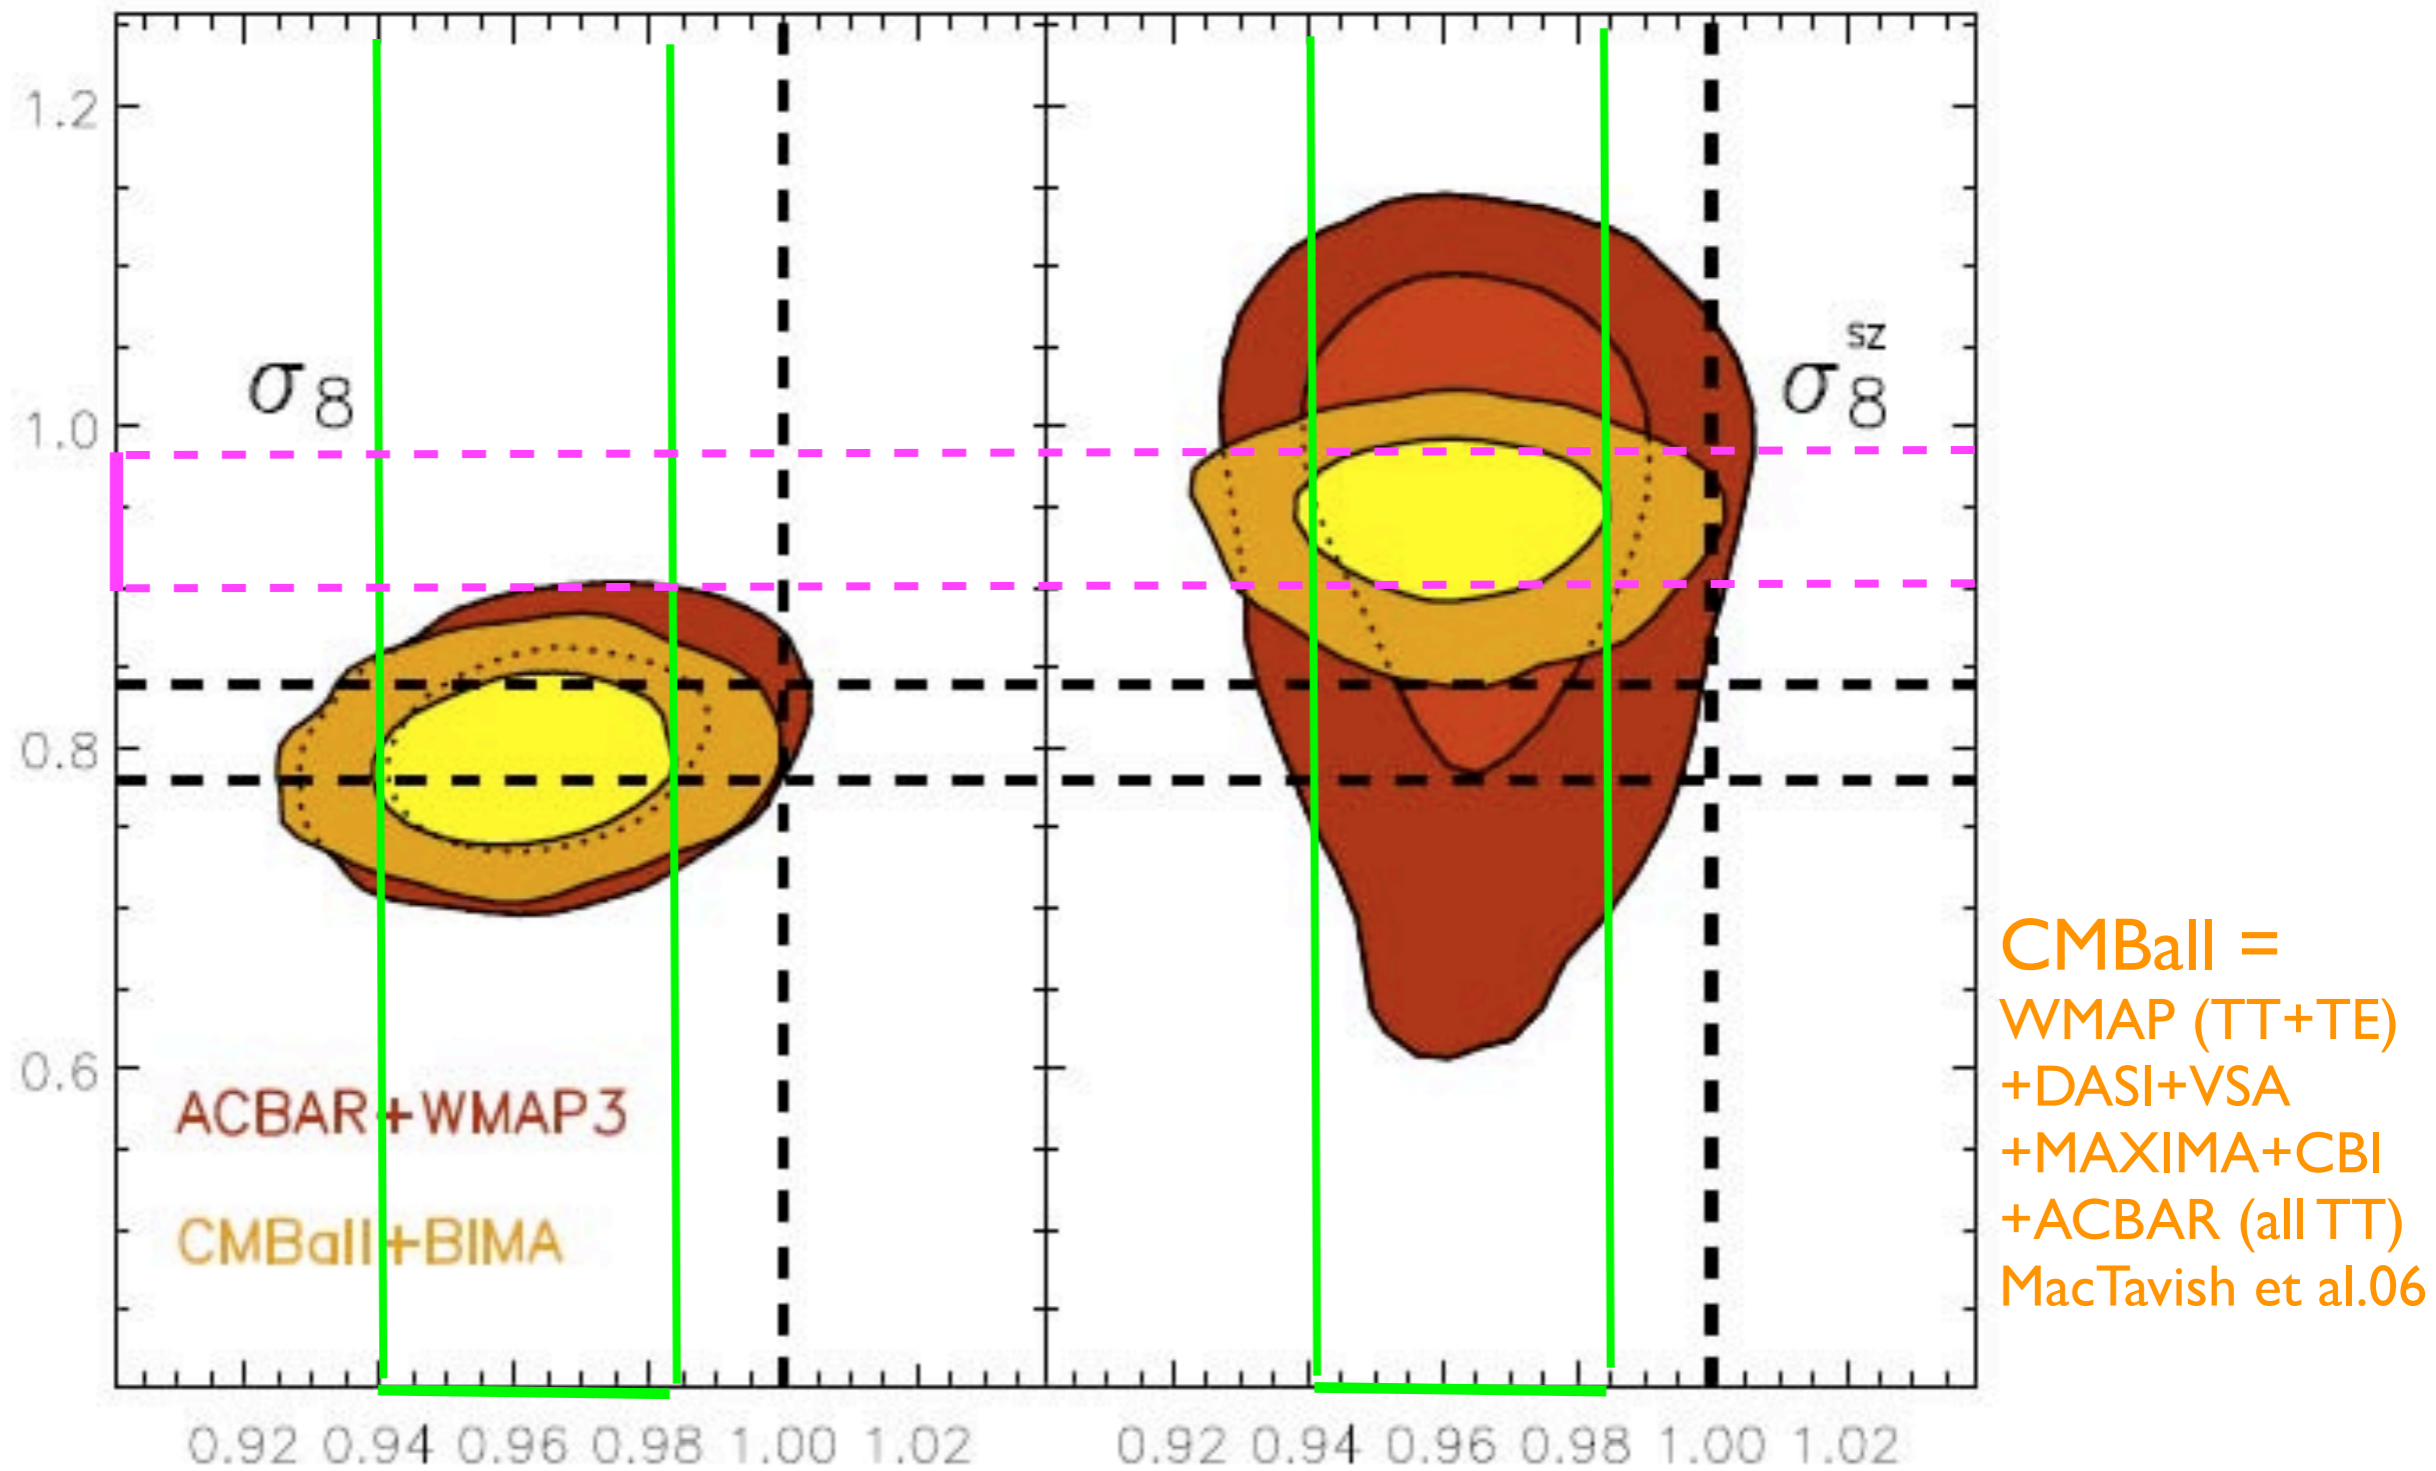 1.2
1.0
0.8
0.6
σ8
σ8^sz
ACBAR+WMAP3
CMBall+BIMA
0.92 0.94 0.96 0.98 1.00 1.02
0.92 0.94 0.96 0.98 1.00 1.02
CMBall =
WMAP (TT+TE)
+DASI+VSA
+MAXIMA+CBI
+ACBAR (all TT)
MacTavish et al.06